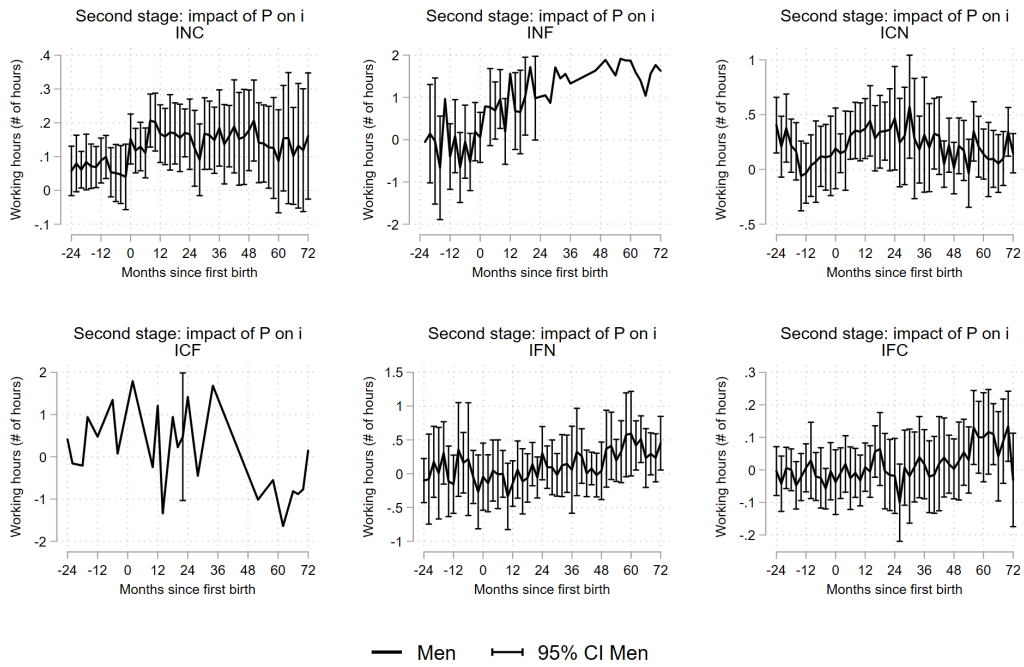 Second stage: impact of P on i
INC
Working hours (# of hours)
.4
.3
.2
.1
0
-.1
-24 -12 0 12 24 36 48 60 72
Months since first birth
Second stage: impact of P on i
INF
Working hours (# of hours)
2
1
0
-1
-2
-24 -12 0 12 24 36 48 60 72
Months since first birth
Second stage: impact of P on i
ICN
Working hours (# of hours)
1
.5
0
-.5
-24 -12 0 12 24 36 48 60 72
Months since first birth
Second stage: impact of P on i
ICF
Working hours (# of hours)
2
1
0
-1
-2
-24 -12 0 12 24 36 48 60 72
Months since first birth
Second stage: impact of P on i
IFN
Working hours (# of hours)
1.5
1
.5
0
-.5
-1
-24 -12 0 12 24 36 48 60 72
Months since first birth
Second stage: impact of P on i
IFC
Working hours (# of hours)
.3
.2
.1
0
-.1
-.2
-24 -12 0 12 24 36 48 60 72
Months since first birth
Men 95% CI Men